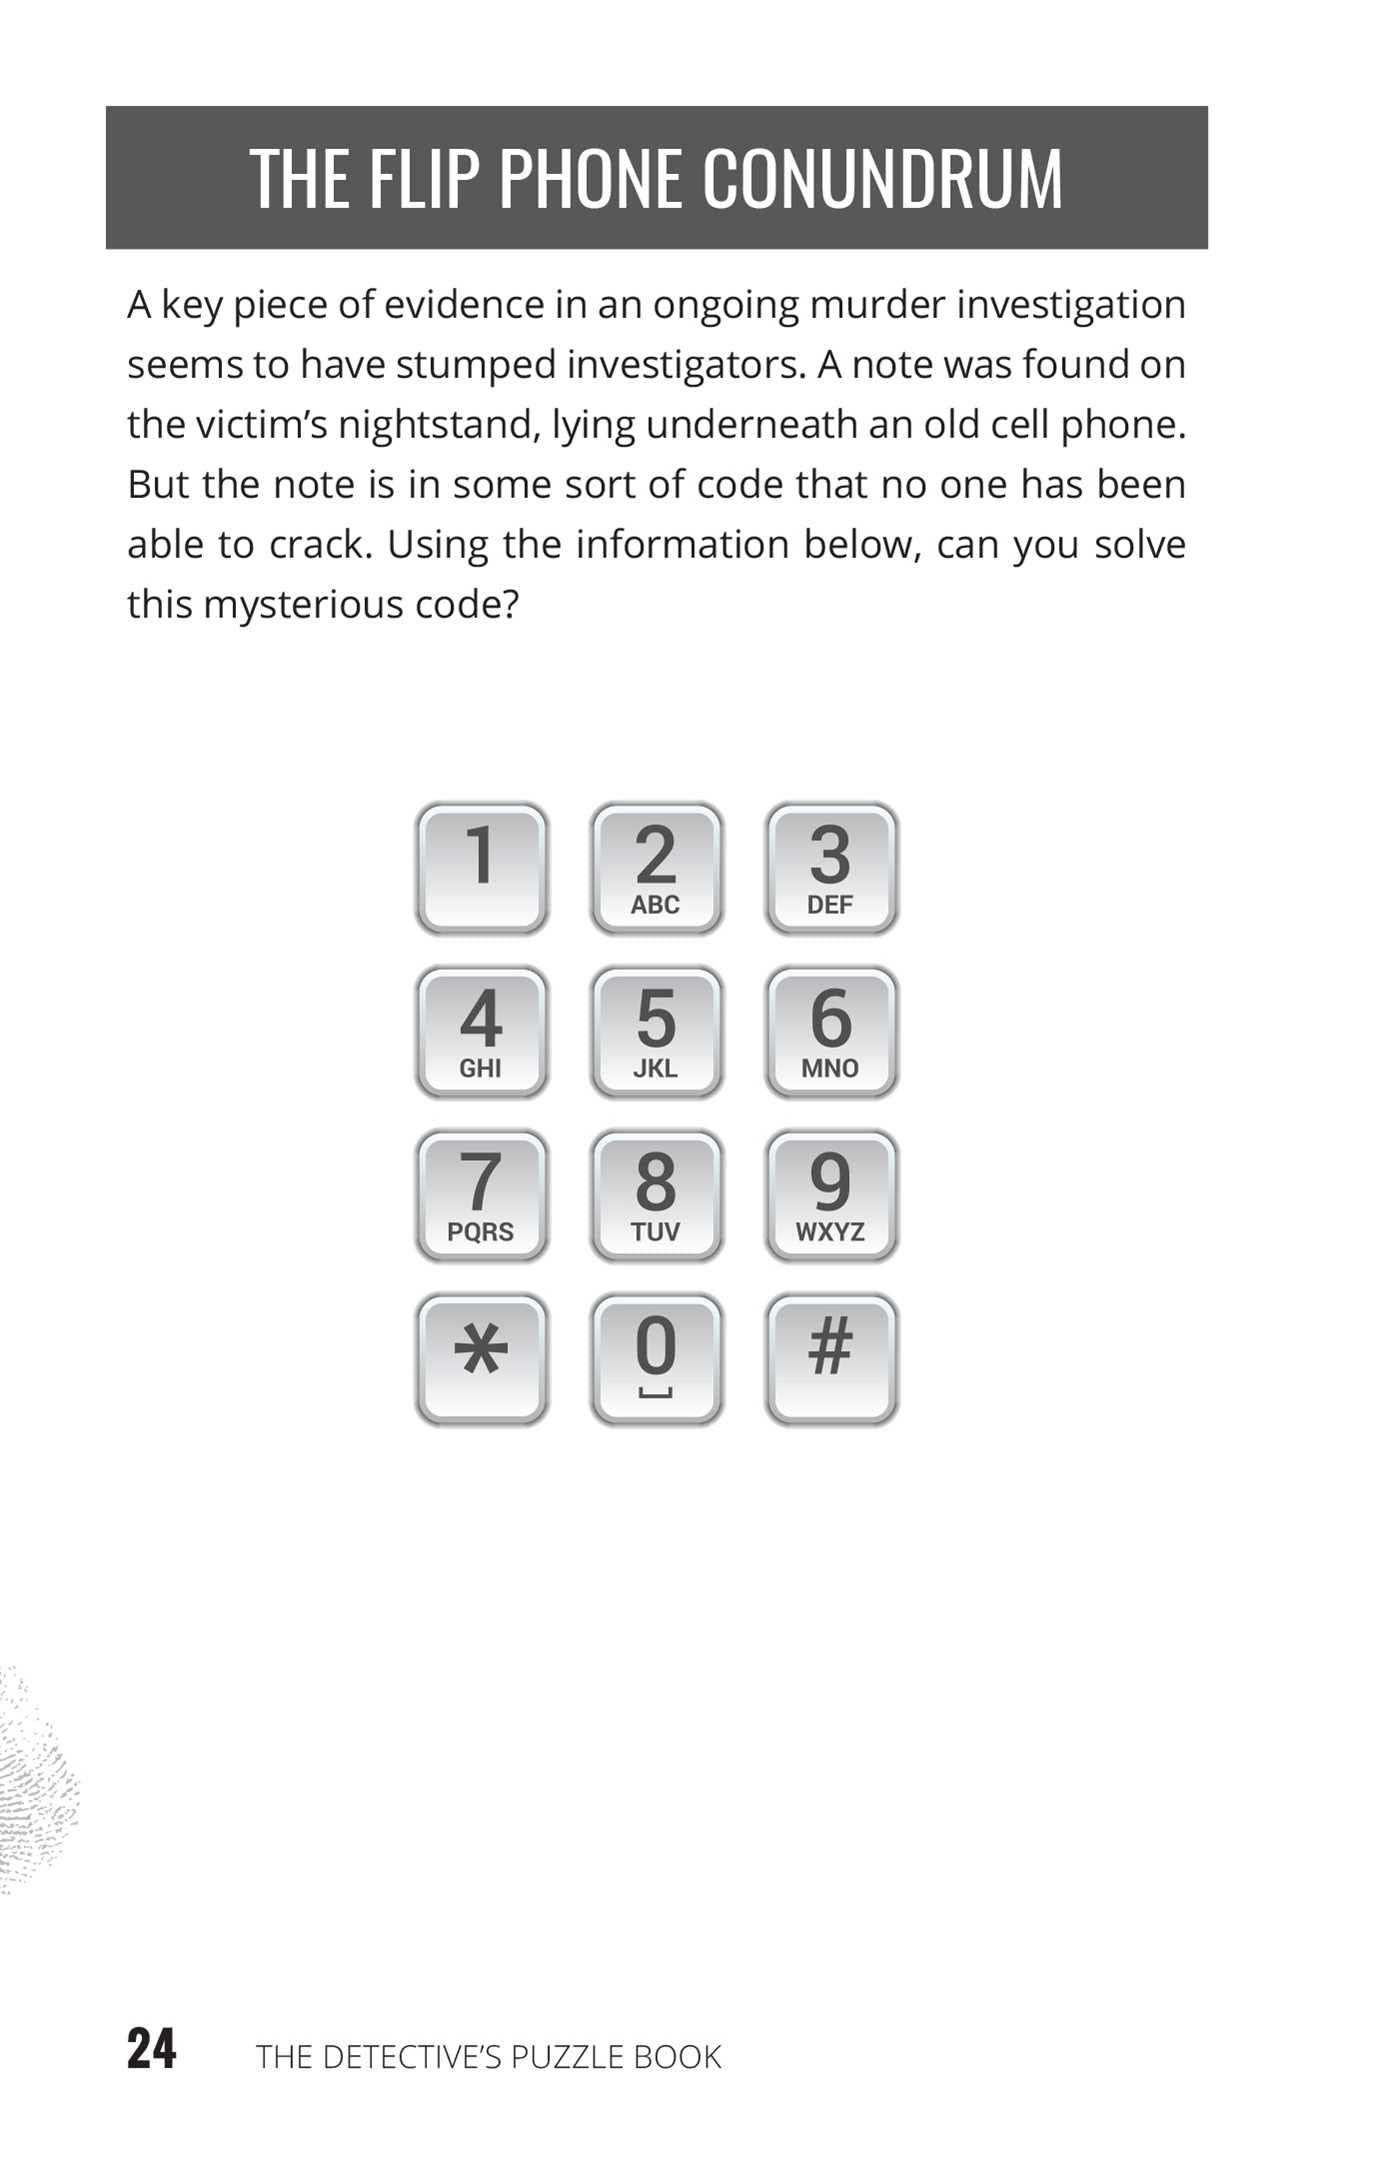 THE FLIP PHONE CONUNDRUM
A key piece of evidence in an ongoing murder investigation
seems to have stumped investigators. A note was found on
the victim’s nightstand, lying underneath an old cell phone.
But the note is in some sort of code that no one has been
able to crack. Using the information below, can you solve
this mysterious code?
1 2 3
ABC DEF
4 5 6
GHI JKL MNO
7 8 9
PQRS TUV WXYZ
* 0 #
24 THE DETECTIVE’S PUZZLE BOOK